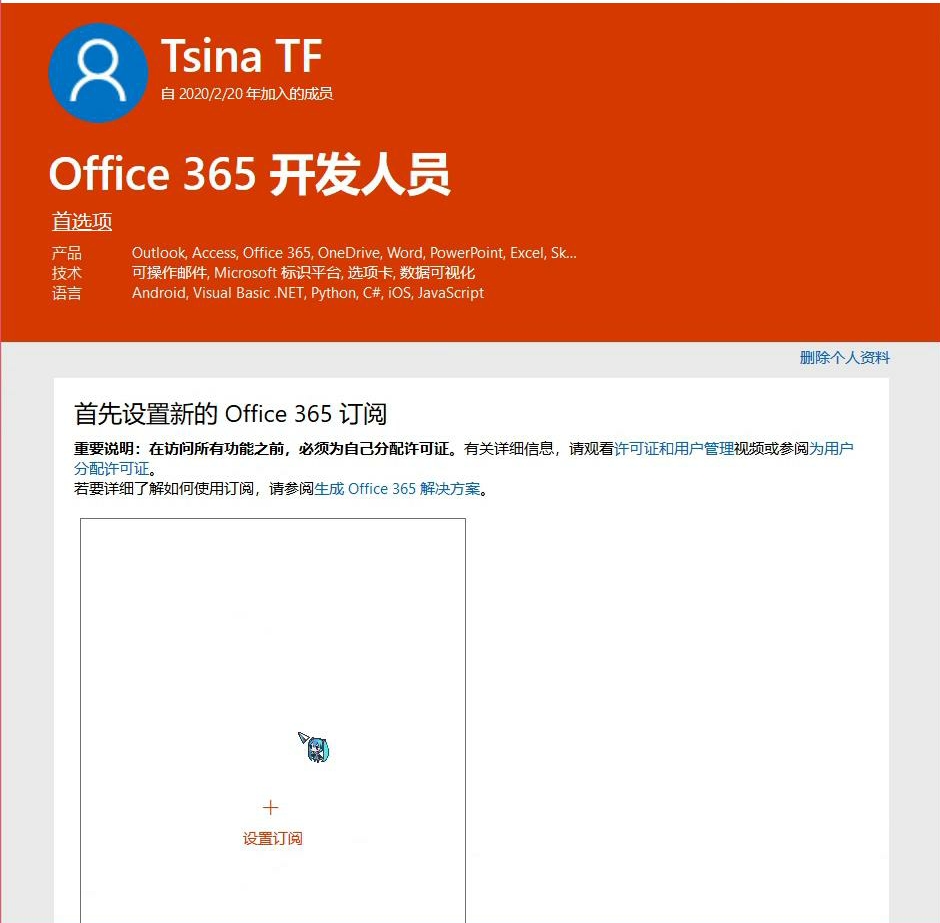 Tsina TF
自 2020/2/20 年加入的成员
Office 365 开发人员
首选项
产品 Outlook, Access, Office 365, OneDrive, Word, PowerPoint, Excel, Sk...
技术 可操作邮件, Microsoft 标识平台, 选项卡, 数据可视化
语言 Android, Visual Basic .NET, Python, C#, iOS, JavaScript
删除个人资料
首先设置新的 Office 365 订阅
重要说明：在访问所有功能之前，必须为自己分配许可证。有关详细信息，请观看许可证和用户管理视频或参阅为用户
分配许可证。
若要详细了解如何使用订阅，请参阅生成 Office 365 解决方案。
+
设置订阅